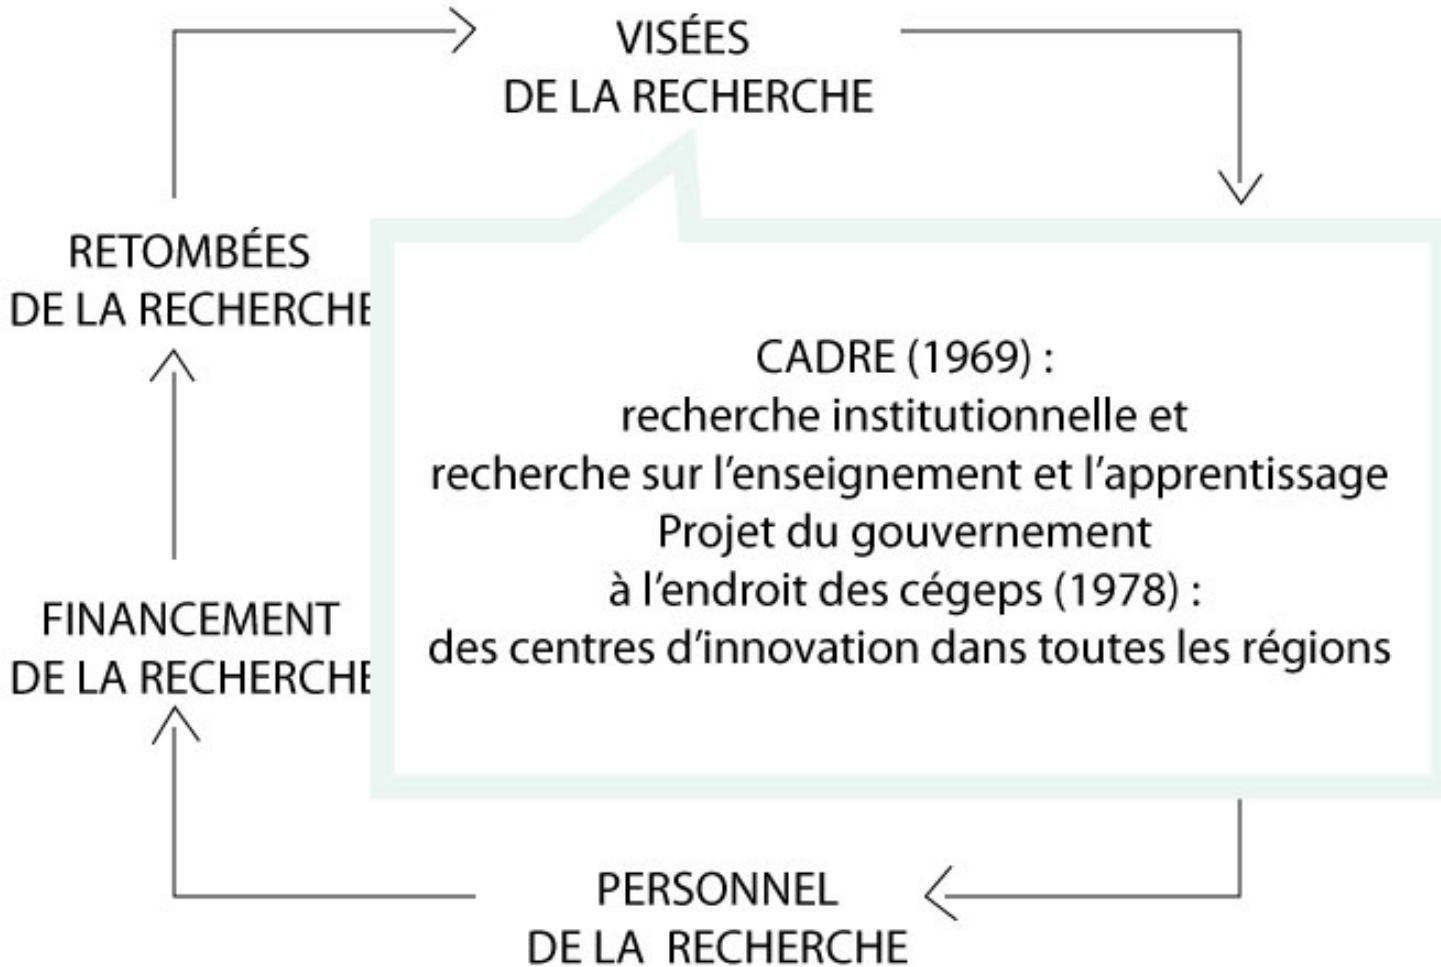 VISÉES
DE LA RECHERCHE
RETOMBÉES
DE LA RECHERCHE
CADRE (1969) :
recherche institutionnelle et
recherche sur l'enseignement et l'apprentissage
Projet du gouvernement
à l'endroit des cégeps (1978) :
des centres d'innovation dans toutes les régions
FINANCEMENT
DE LA RECHERCHE
PERSONNEL
DE LA RECHERCHE